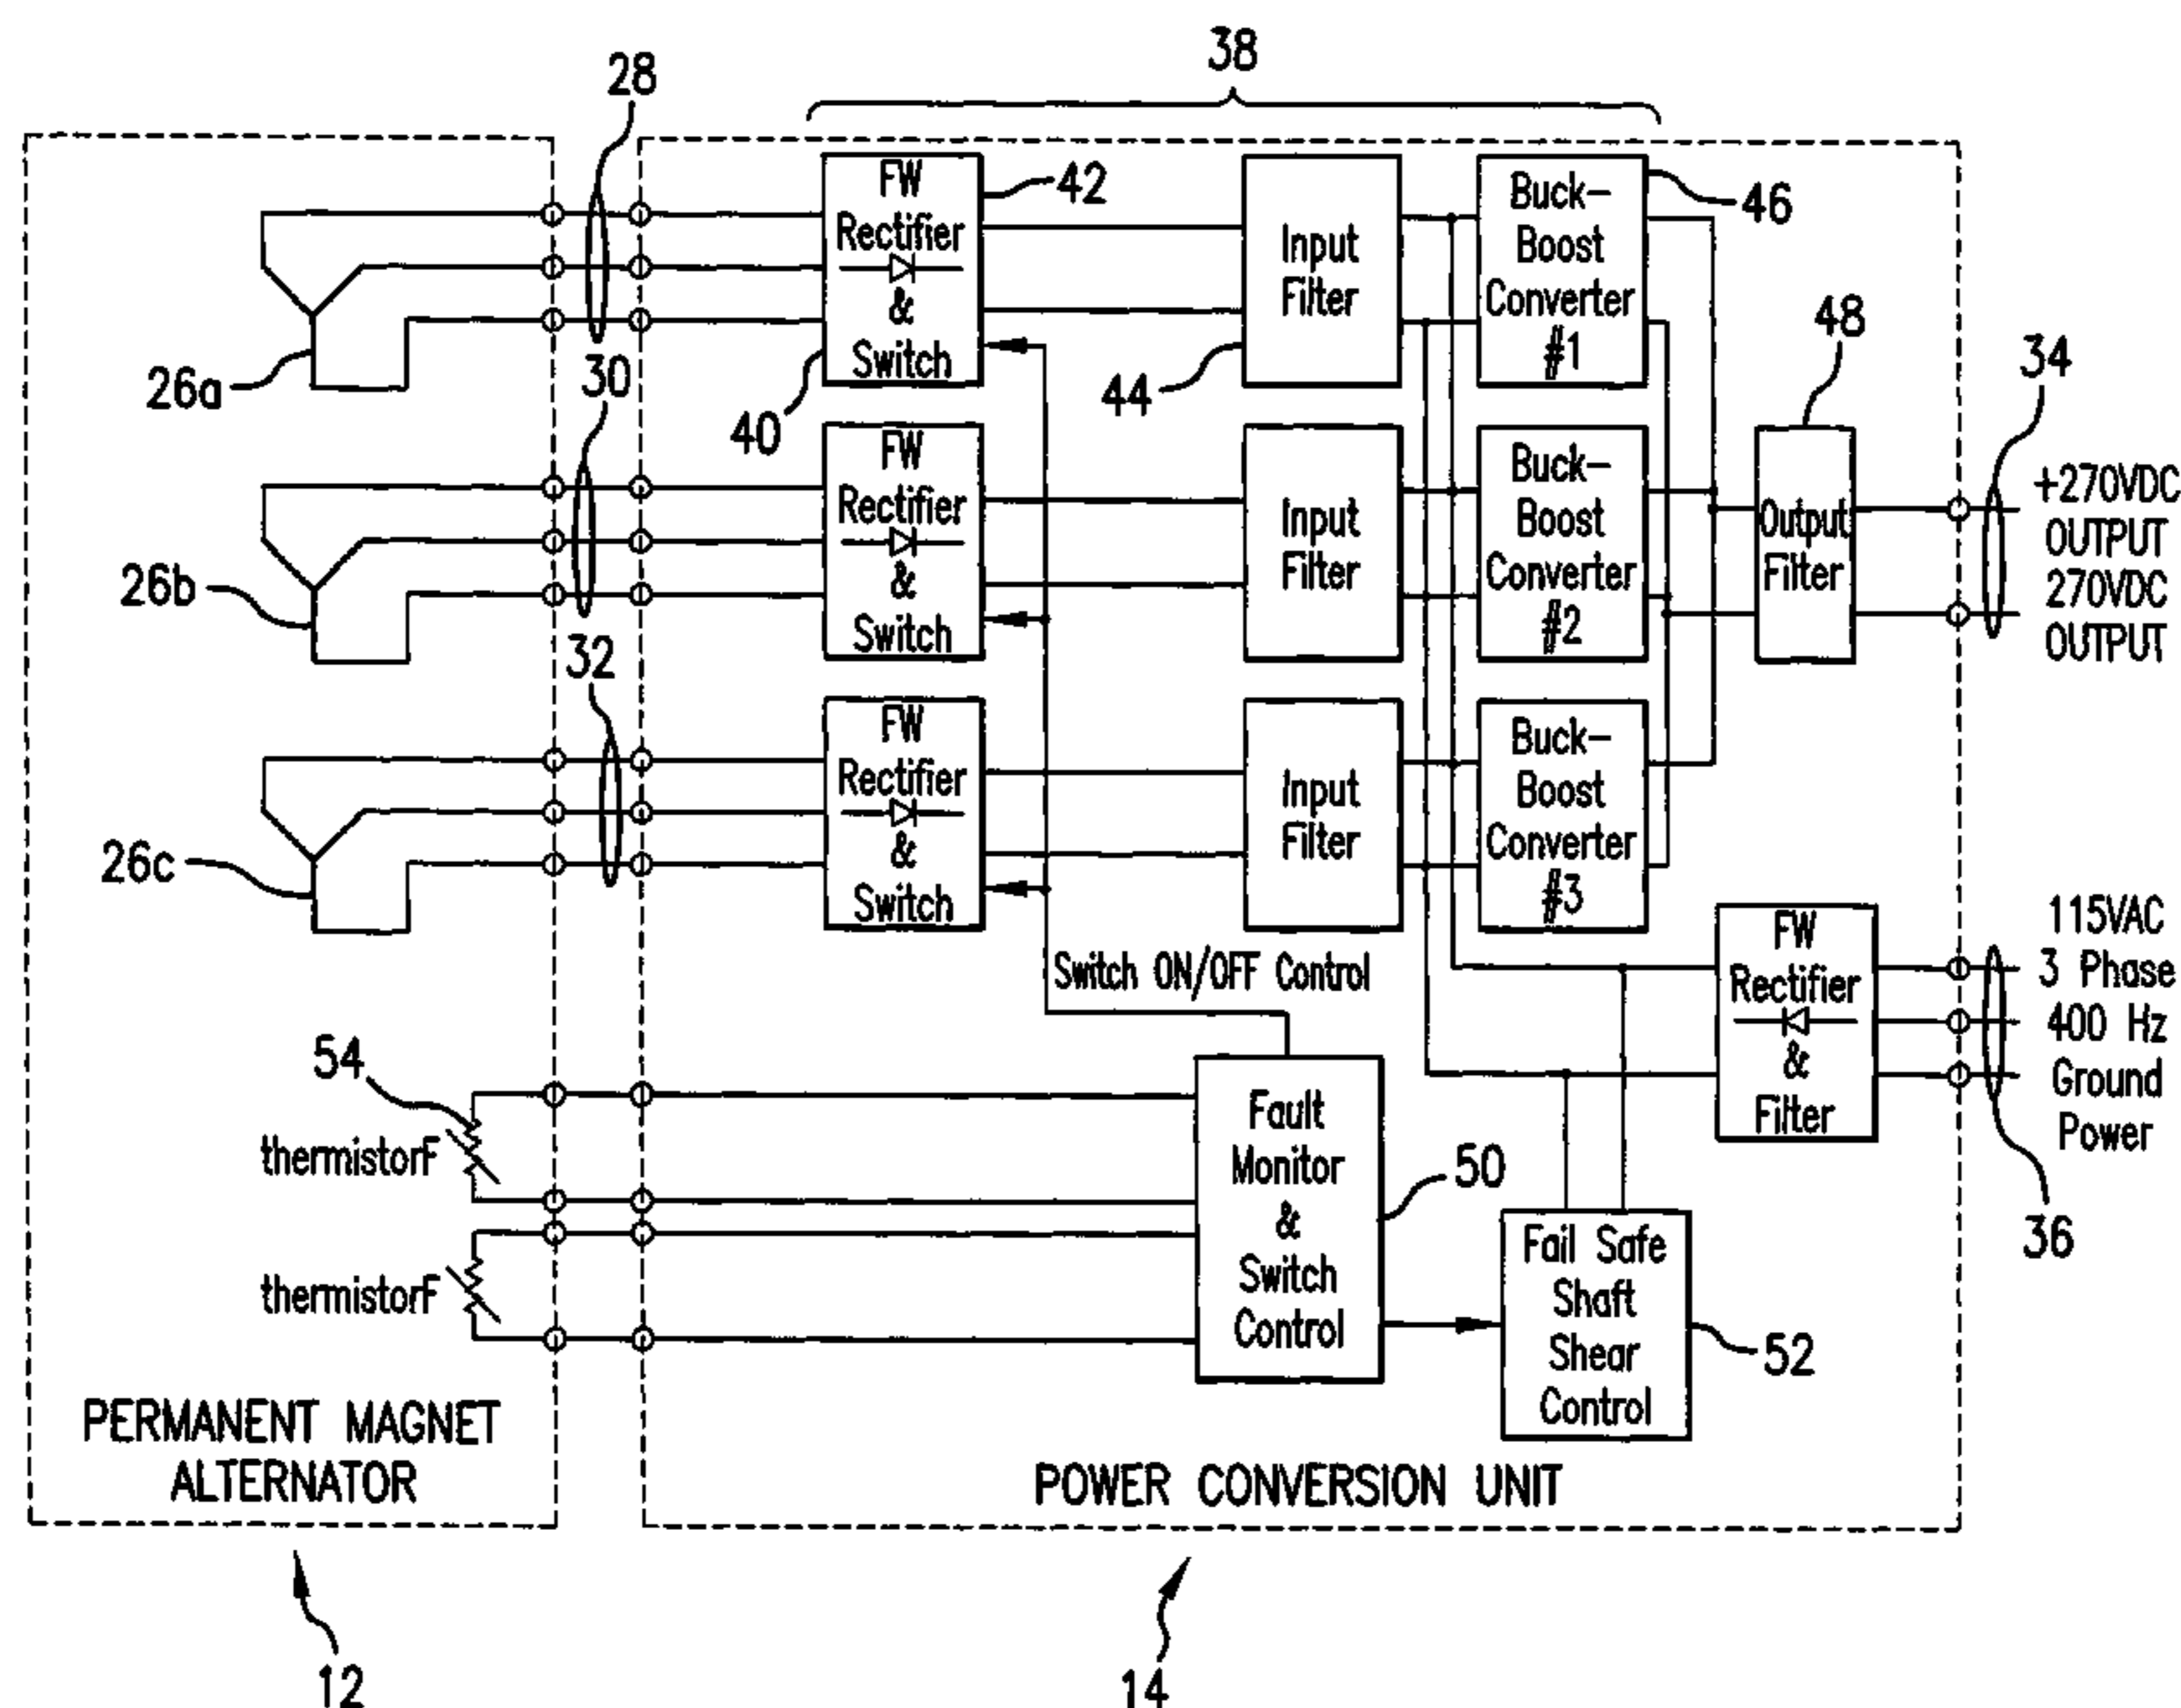 38
28
FW
Rectifier
&
Switch
42
Input
Filter
Buck-
Boost
Converter
#1
46
26a
40
44
48
34
30
FW
Rectifier
&
Switch
Input
Filter
Buck-
Boost
Converter
#2
Output
Filter
+270VDC
OUTPUT
270VDC
OUTPUT
26b
32
FW
Rectifier
&
Switch
Input
Filter
Buck-
Boost
Converter
#3
26c
Switch ON/OFF Control
FW
Rectifier
&
Filter
115VAC
3 Phase
400 Hz
Ground
Power
36
54
thermistorF
thermistorF
Fault
Monitor
&
Switch
Control
50
Fail Safe
Shaft
Shear
Control
52
PERMANENT MAGNET
ALTERNATOR
POWER CONVERSION UNIT
12
14